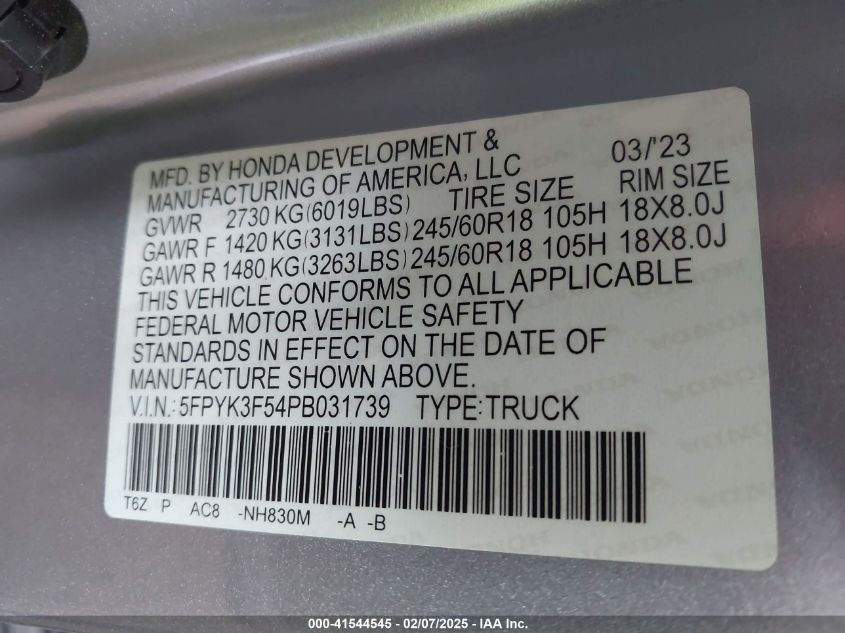 MFD. BY HONDA DEVELOPMENT & 03/'23
MANUFACTURING OF AMERICA, LLC
GVWR 2730 KG(6019LBS) TIRE SIZE RIM SIZE
GAWR F 1420 KG(3131LBS) 245/60R18 105H 18X8.0J
GAWR R 1480 KG(3263LBS) 245/60R18 105H 18X8.0J
THIS VEHICLE CONFORMS TO ALL APPLICABLE
FEDERAL MOTOR VEHICLE SAFETY
STANDARDS IN EFFECT ON THE DATE OF
MANUFACTURE SHOWN ABOVE.
V.I.N.: 5FPYK3F54PB031739 TYPE: TRUCK
T6Z P AC8 -NH830M -A -B
000-41544545 - 02/07/2025 - IAA Inc.